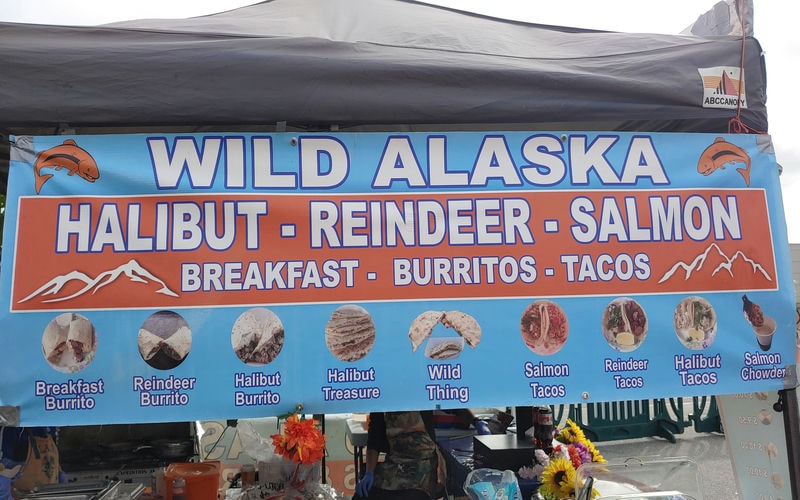 ABCCANOPY
WILD ALASKA
HALIBUT - REINDEER - SALMON
BREAKFAST - BURRITOS - TACOS
Breakfast
Burrito
Reindeer
Burrito
Halibut
Burrito
Halibut
Treasure
Wild
Thing
Salmon
Tacos
Reindeer
Tacos
Halibut
Tacos
Salmon
Chowder